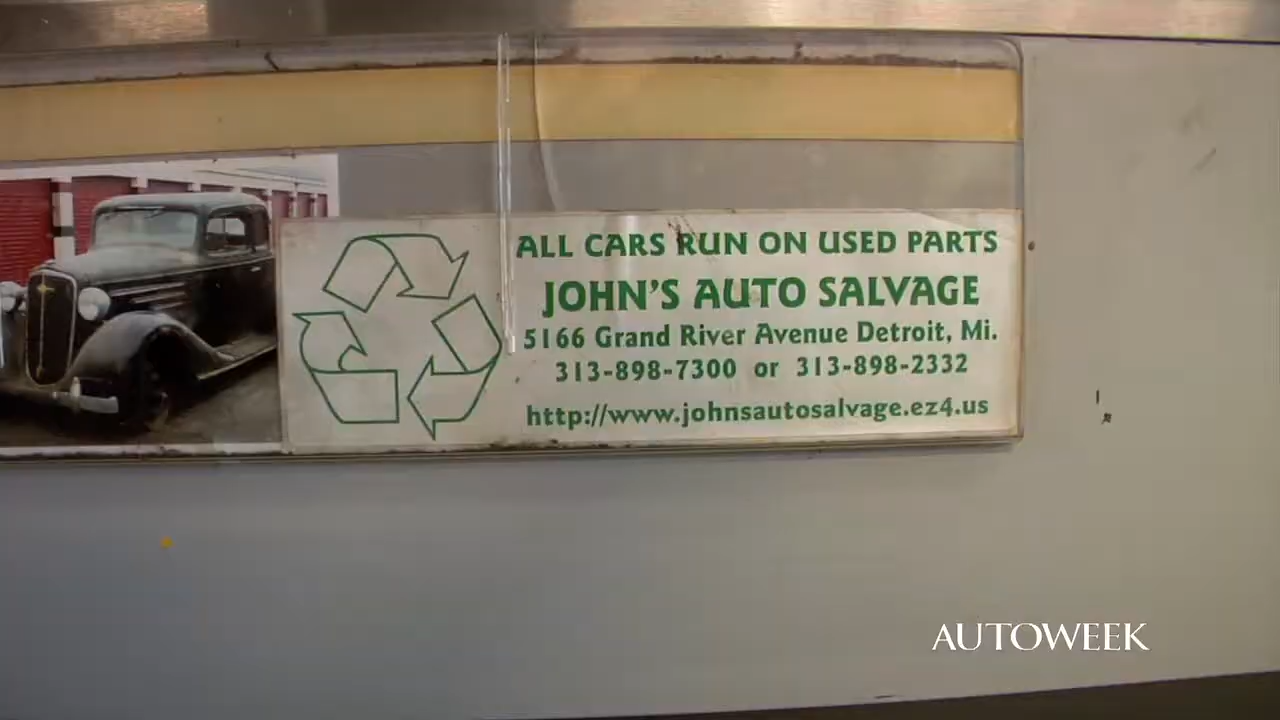 ALL CARS RUN ON USED PARTS
JOHN'S AUTO SALVAGE
5166 Grand River Avenue Detroit, Mi.
313-898-7300 or 313-898-2332
http://www.johnsautosalvage.ez4.us
AUTOWEEK